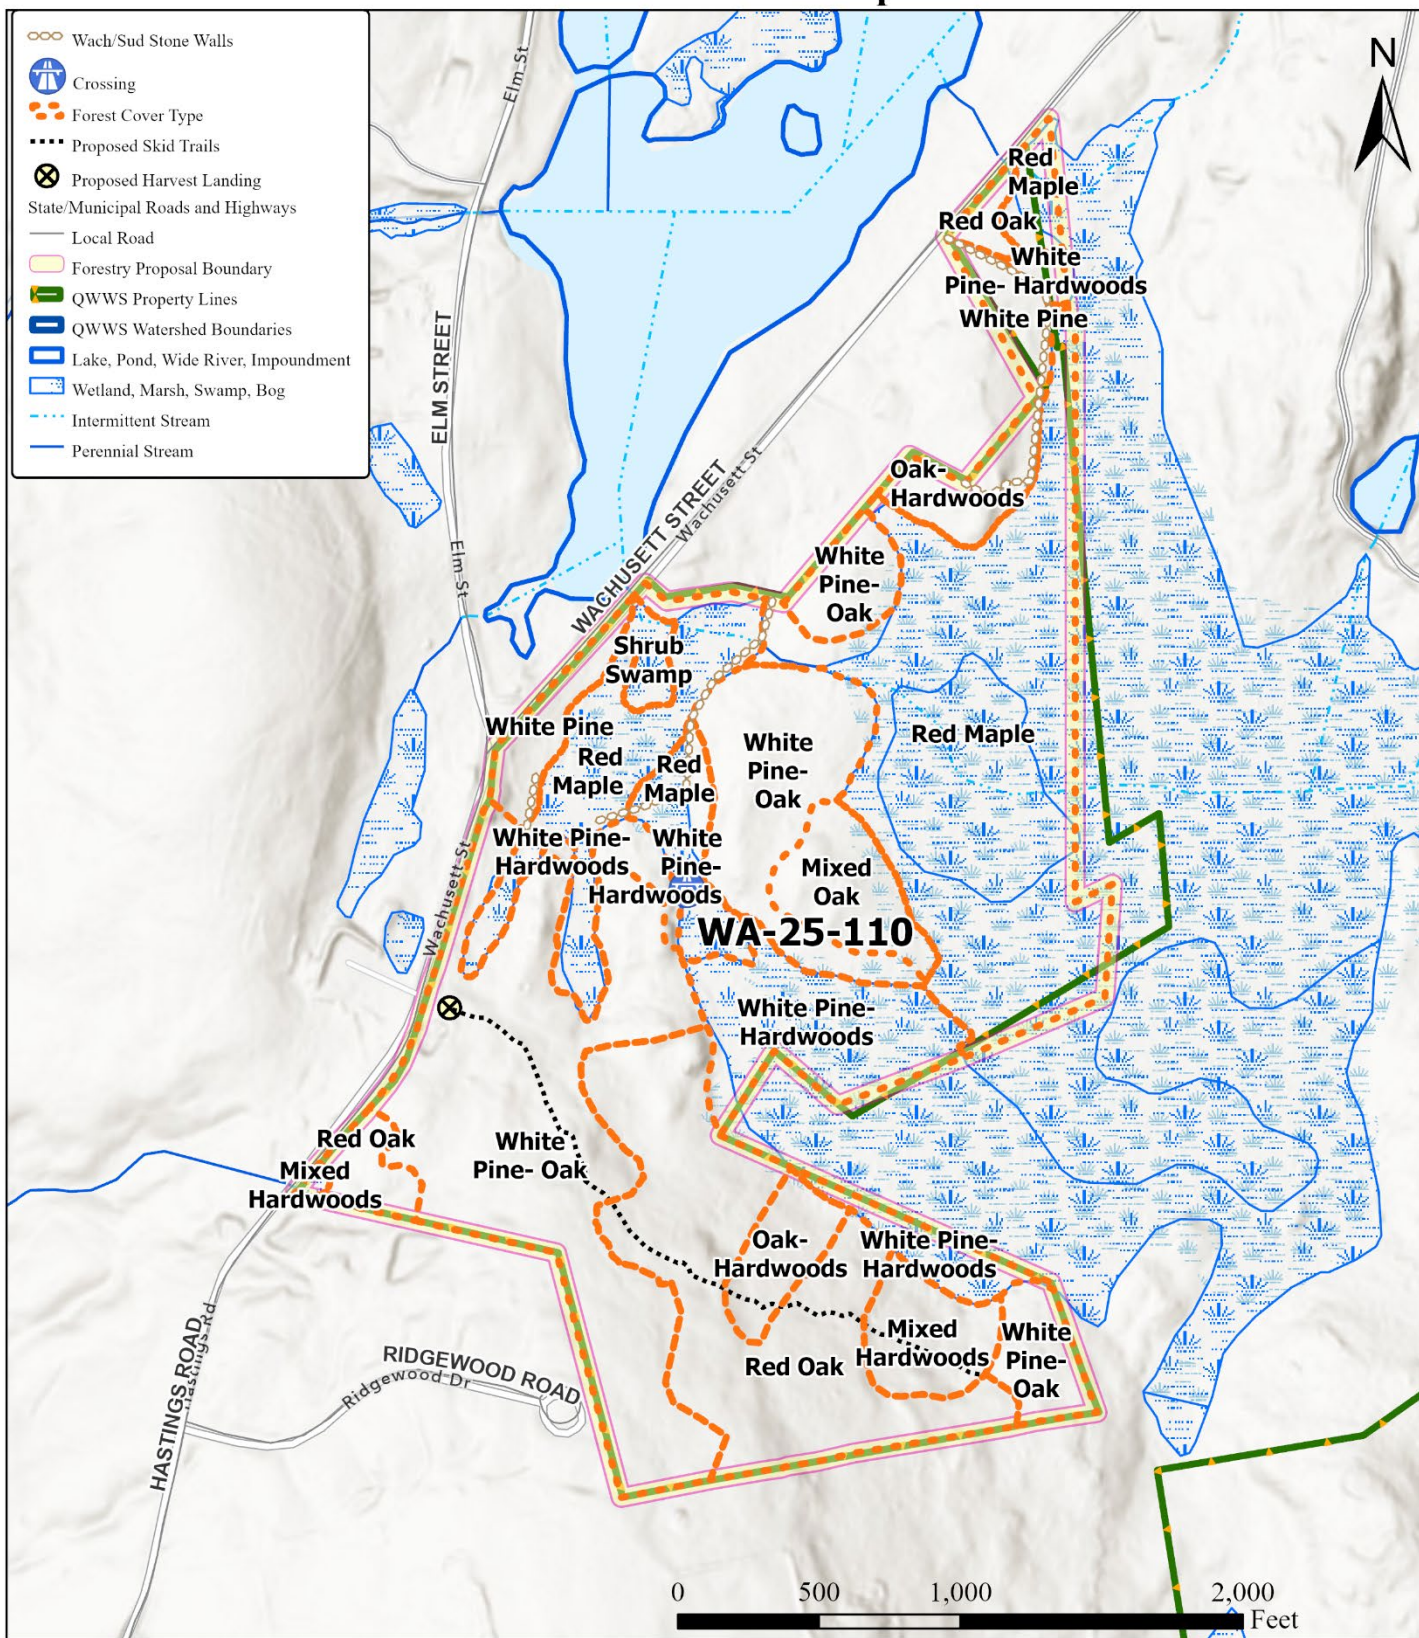 Wach/Sud Stone Walls
Crossing
Forest Cover Type
Proposed Skid Trails
Proposed Harvest Landing
State/Municipal Roads and Highways
Local Road
Forestry Proposal Boundary
QWWS Property Lines
QWWS Watershed Boundaries
Lake, Pond, Wide River, Impoundment
Wetland, Marsh, Swamp, Bog
Intermittent Stream
Perennial Stream
N
Elm St
ELM STREET
Elm St
Red
Maple
Red Oak
White
Pine- Hardwoods
White Pine
Oak-
Hardwoods
WACHUSETT STREET
Wachusett St
White
Pine-
Oak
Shrub
Swamp
White Pine
Red
Maple
Red
Maple
White
Pine-
Oak
Red Maple
White Pine-
Hardwoods
White
Pine-
Hardwoods
Mixed
Oak
WA-25-110
Wachusett St
White Pine-
Hardwoods
Red Oak
Mixed
Hardwoods
White
Pine- Oak
Oak-
Hardwoods
White Pine-
Hardwoods
Mixed
Hardwoods
White
Pine-
Oak
Red Oak
HASTINGS ROAD
Hastings Rd
RIDGEWOOD ROAD
Ridgewood Dr
0 500 1,000 2,000
Feet